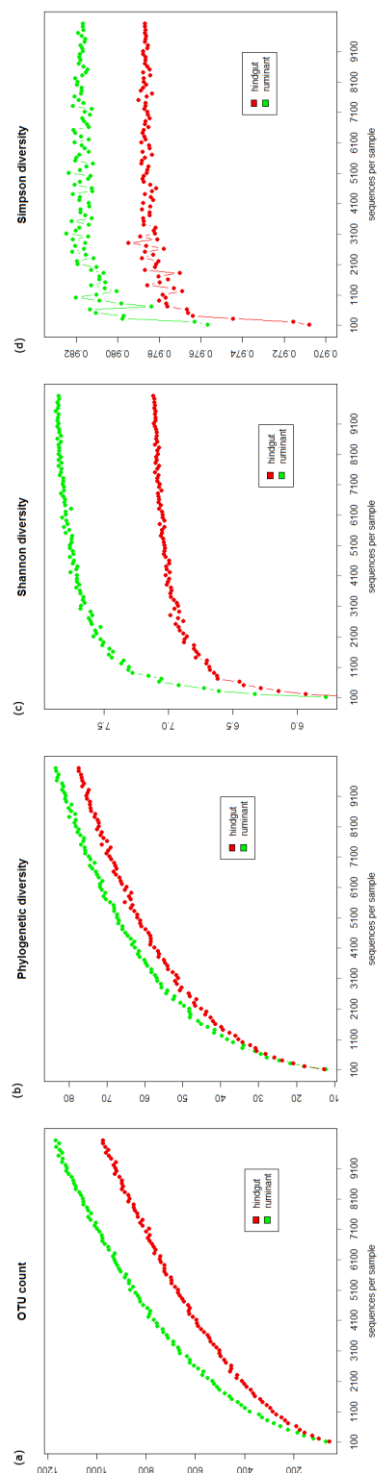 (a)
OTU count
1200
1000
800
600
400
200
hindgut
ruminant
100 1100 2100 3100 4100 5100 6100 7100 8100 9100
sequences per sample
(b)
Phylogenetic diversity
80
70
60
50
40
30
20
10
hindgut
ruminant
100 1100 2100 3100 4100 5100 6100 7100 8100 9100
sequences per sample
(c)
Shannon diversity
7.5
7.0
6.5
6.0
hindgut
ruminant
100 1100 2100 3100 4100 5100 6100 7100 8100 9100
sequences per sample
(d)
Simpson diversity
0.982
0.980
0.978
0.976
0.974
0.972
0.970
hindgut
ruminant
100 1100 2100 3100 4100 5100 6100 7100 8100 9100
sequences per sample